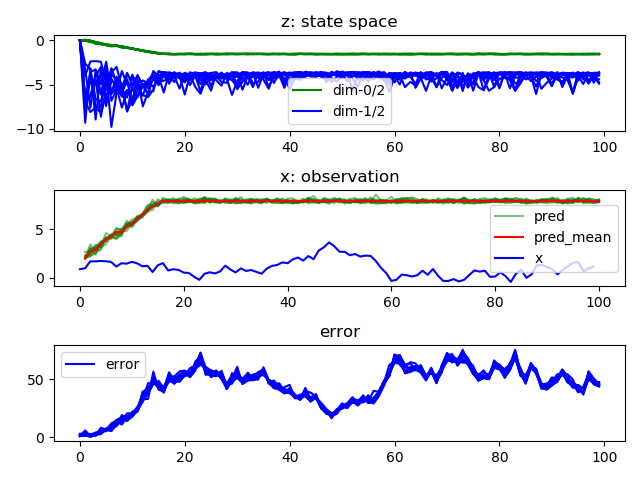 z: state space
0
−5
−10
dim-0/2
dim-1/2
0 20 40 60 80 100
x: observation
5
0
pred
pred_mean
x
0 20 40 60 80 100
error
50
0
error
0 20 40 60 80 100